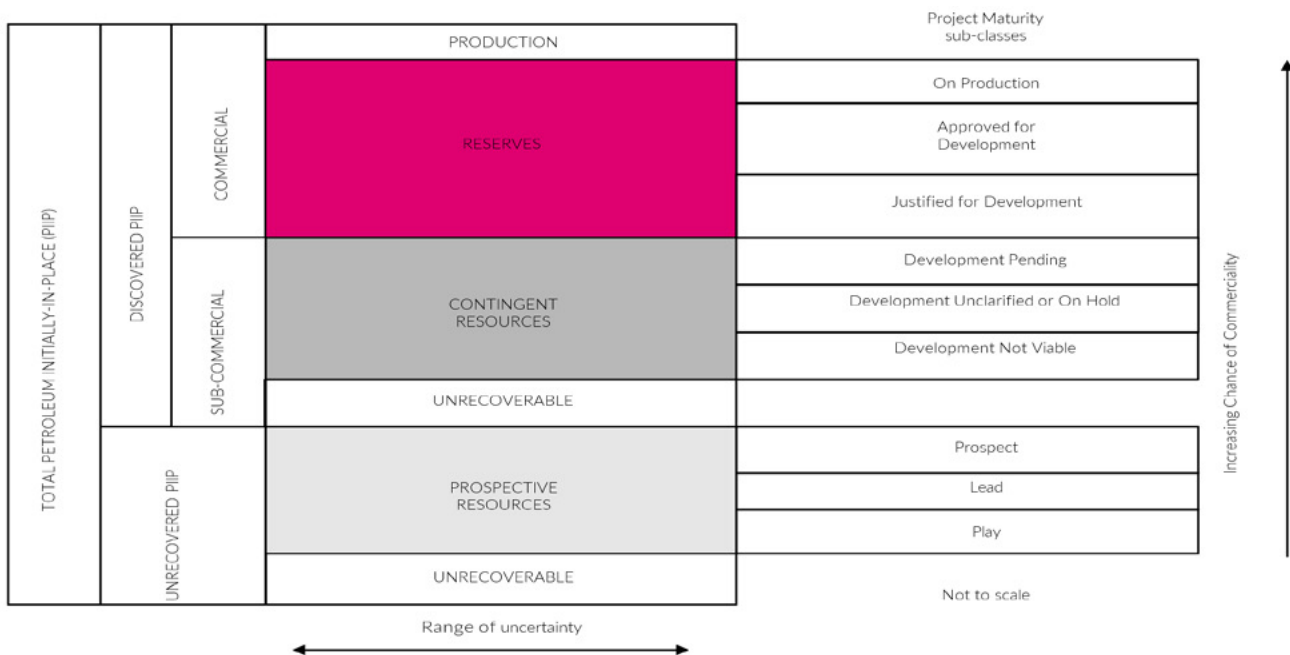 Project Maturity
sub-classes
PRODUCTION
On Production
RESERVES
Approved for
Development
Justified for Development
COMMERCIAL
Development Pending
CONTINGENT
RESOURCES
Development Unclarified or On Hold
Development Not Viable
SUB-COMMERCIAL
UNRECOVERABLE
DISCOVERED PIIP
Prospect
PROSPECTIVE
RESOURCES
Lead
Play
UNRECOVERED PIIP
UNRECOVERABLE
TOTAL PETROLEUM INITIALLY-IN-PLACE (PIIP)
Increasing Chance of Commerciality
Not to scale
Range of uncertainty